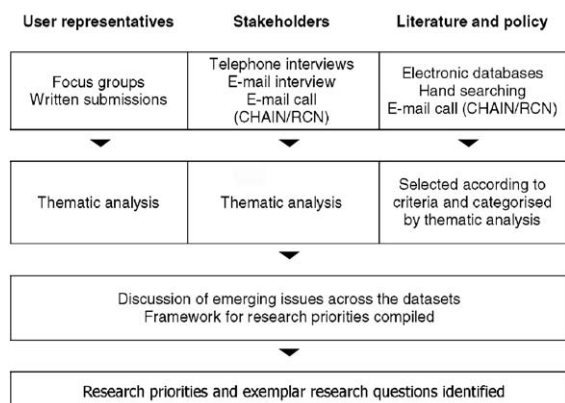 User representatives
Stakeholders
Literature and policy
Focus groups
Written submissions
Telephone interviews
E-mail interview
E-mail call
(CHAIN/RCN)
Electronic databases
Hand searching
E-mail call (CHAIN/RCN)
Thematic analysis
Thematic analysis
Selected according to
criteria and categorised
by thematic analysis
Discussion of emerging issues across the datasets
Framework for research priorities compiled
Research priorities and exemplar research questions identified